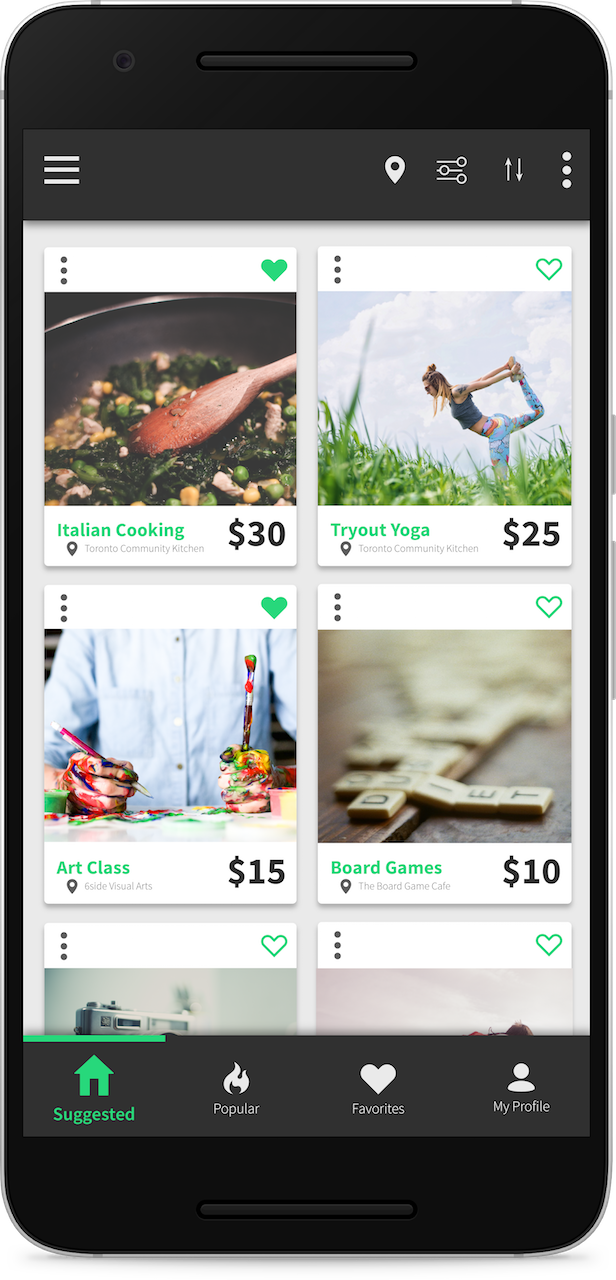 Italian Cooking
Toronto Community Kitchen
$30
Tryout Yoga
Toronto Community Kitchen
$25
Art Class
6side Visual Arts
$15
Board Games
The Board Game Cafe
$10
Suggested
Popular
Favorites
My Profile